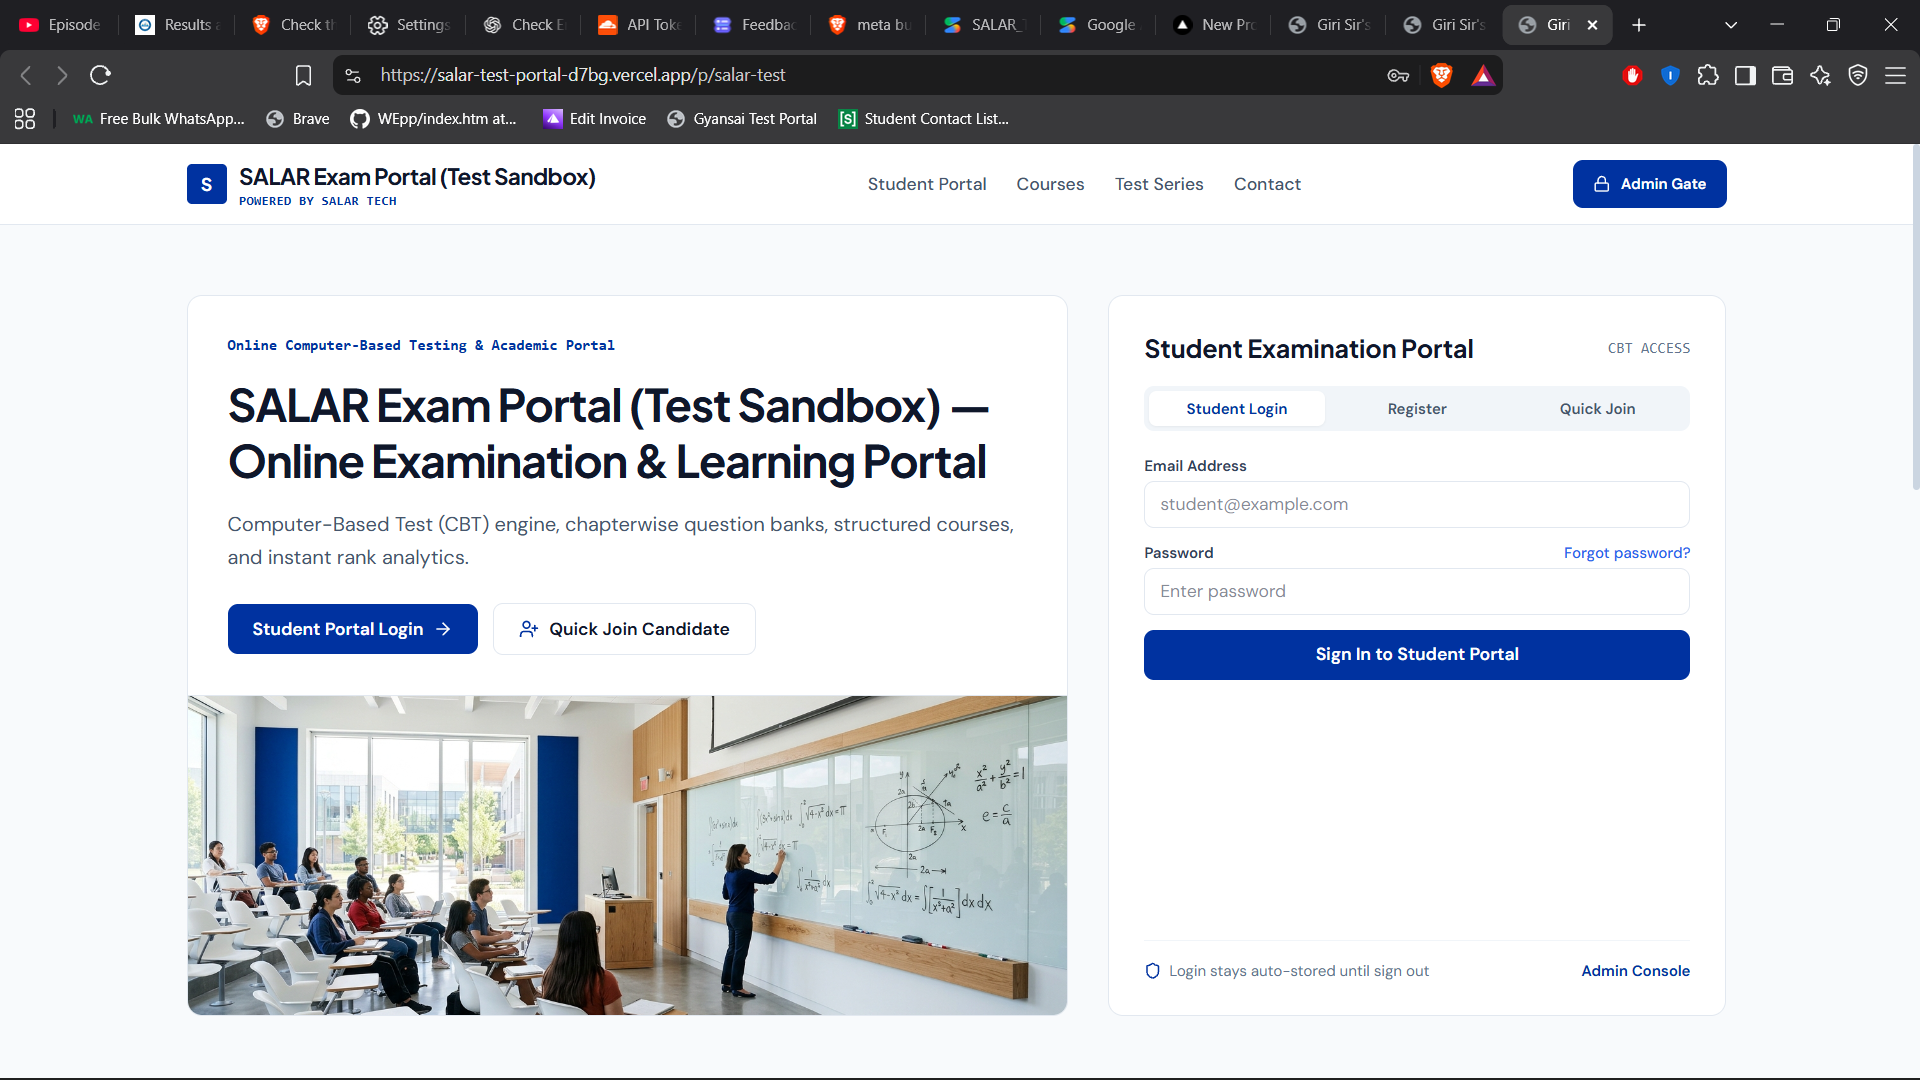 Episode
Results a
Check th
Settings
Check E
API Toke
Feedbac
meta bu
SALAR_T
Google
New Pro
Giri Sir's
Giri Sir's
Giri
https://salar-test-portal-d7bg.vercel.app/p/salar-test
WA Free Bulk WhatsApp...
Brave
WEpp/index.htm at...
Edit Invoice
Gyansai Test Portal
[S] Student Contact List...
S
SALAR Exam Portal (Test Sandbox)
POWERED BY SALAR TECH
Student Portal
Courses
Test Series
Contact
Admin Gate
Online Computer-Based Testing & Academic Portal
SALAR Exam Portal (Test Sandbox) —
Online Examination & Learning Portal
Computer-Based Test (CBT) engine, chapterwise question banks, structured courses,
and instant rank analytics.
Student Portal Login →
Quick Join Candidate
Student Examination Portal
CBT ACCESS
Student Login
Register
Quick Join
Email Address
student@example.com
Password
Forgot password?
Enter password
Sign In to Student Portal
Login stays auto-stored until sign out
Admin Console